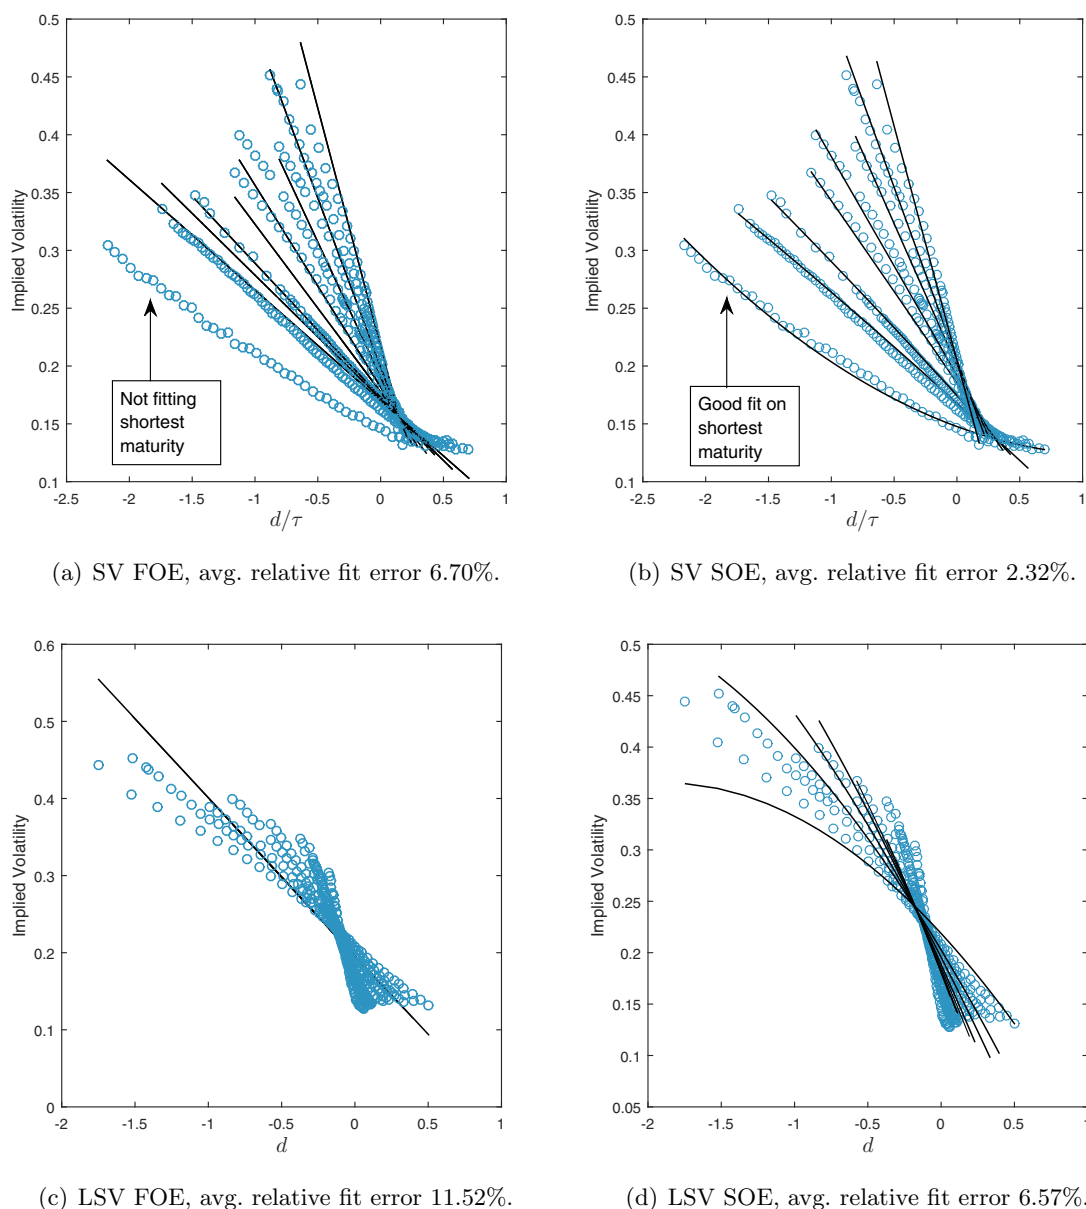 0.5
0.45
0.4
0.35
0.3
0.25
0.2
0.15
0.1
Implied Volatility
Not fitting
shortest
maturity
-2.5 -2 -1.5 -1 -0.5 0 0.5 1
d/τ
(a) SV FOE, avg. relative fit error 6.70%.
0.5
0.45
0.4
0.35
0.3
0.25
0.2
0.15
0.1
Implied Volatility
Good fit on
shortest
maturity
-2.5 -2 -1.5 -1 -0.5 0 0.5 1
d/τ
(b) SV SOE, avg. relative fit error 2.32%.
0.6
0.5
0.4
0.3
0.2
0.1
0
Implied Volatility
-2 -1.5 -1 -0.5 0 0.5 1
d
(c) LSV FOE, avg. relative fit error 11.52%.
0.5
0.45
0.4
0.35
0.3
0.25
0.2
0.15
0.1
0.05
Implied Volatility
-2 -1.5 -1 -0.5 0 0.5 1
d
(d) LSV SOE, avg. relative fit error 6.57%.